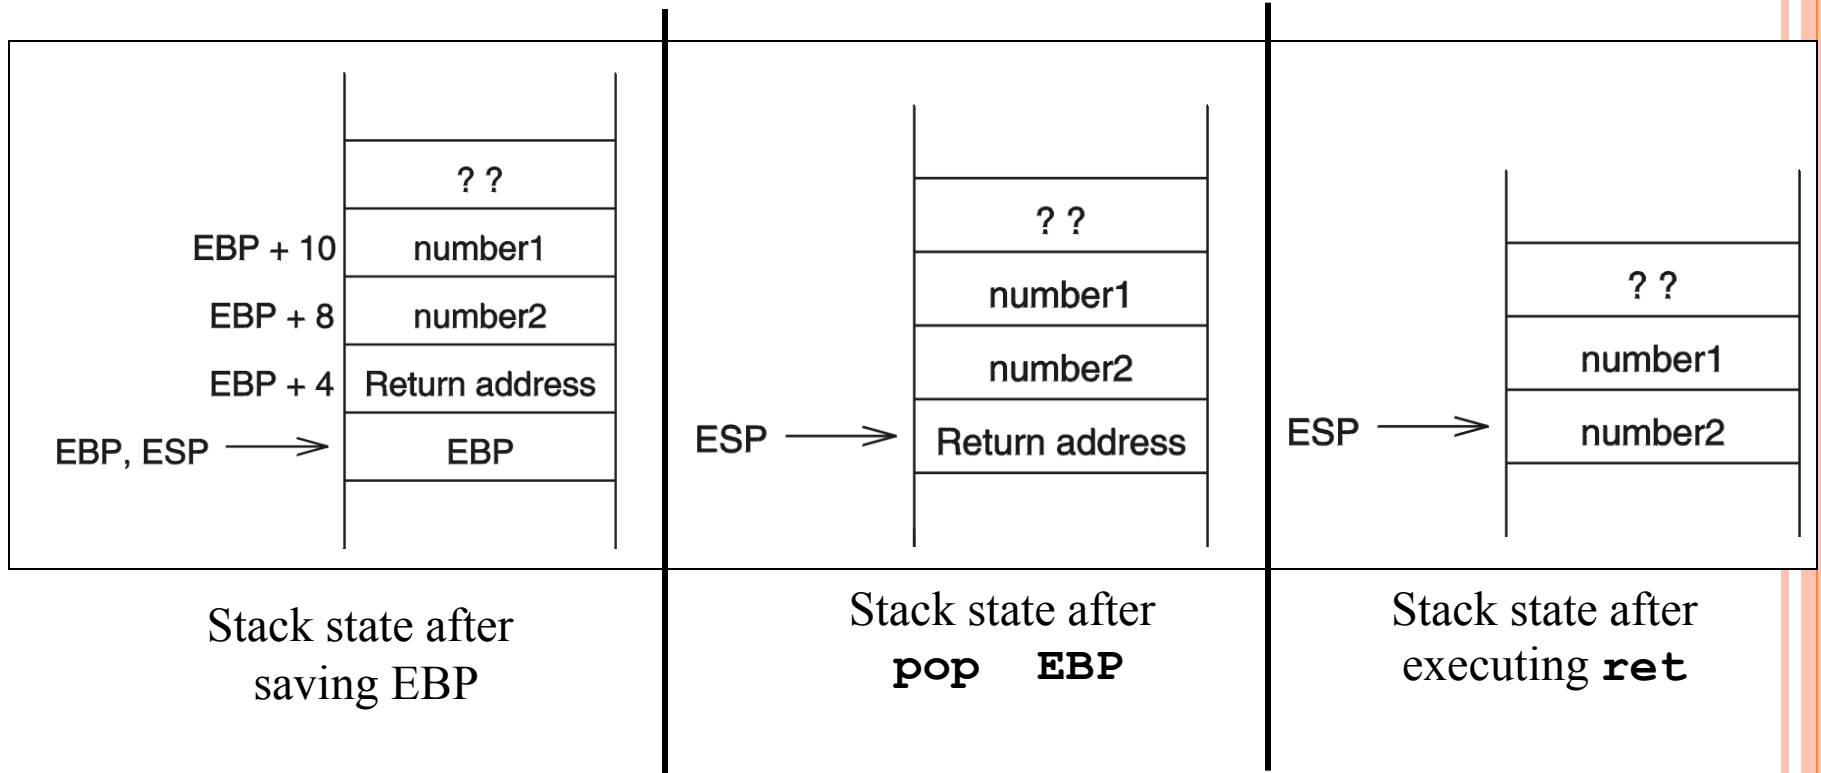 ? ?
EBP + 10 number1
EBP + 8 number2
EBP + 4 Return address
EBP, ESP EBP
Stack state after
saving EBP
? ?
number1
number2
ESP Return address
Stack state after
pop EBP
? ?
number1
ESP number2
Stack state after
executing ret